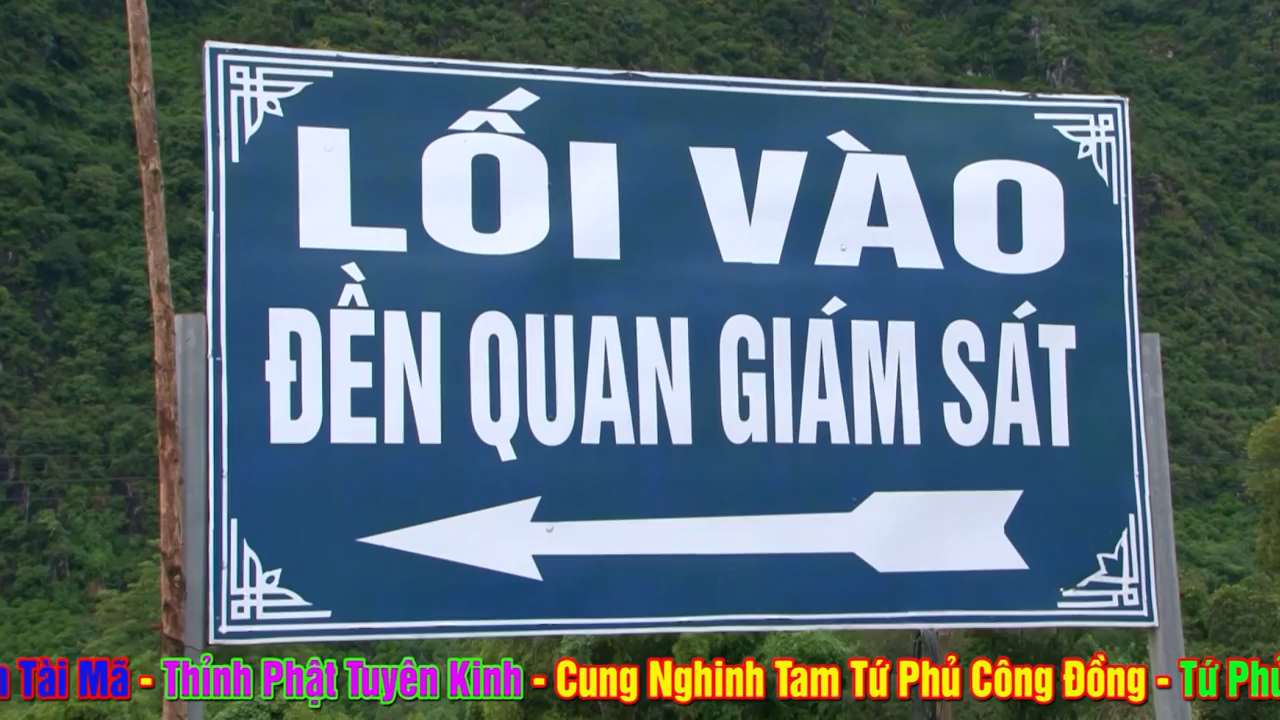 LỐI VÀO
ĐỀN QUAN GIÁM SÁT
Tài Mã - Thỉnh Phật Tuyên Kinh - Cung Nghinh Tam Tứ Phủ Công Đồng - Tứ Phủ